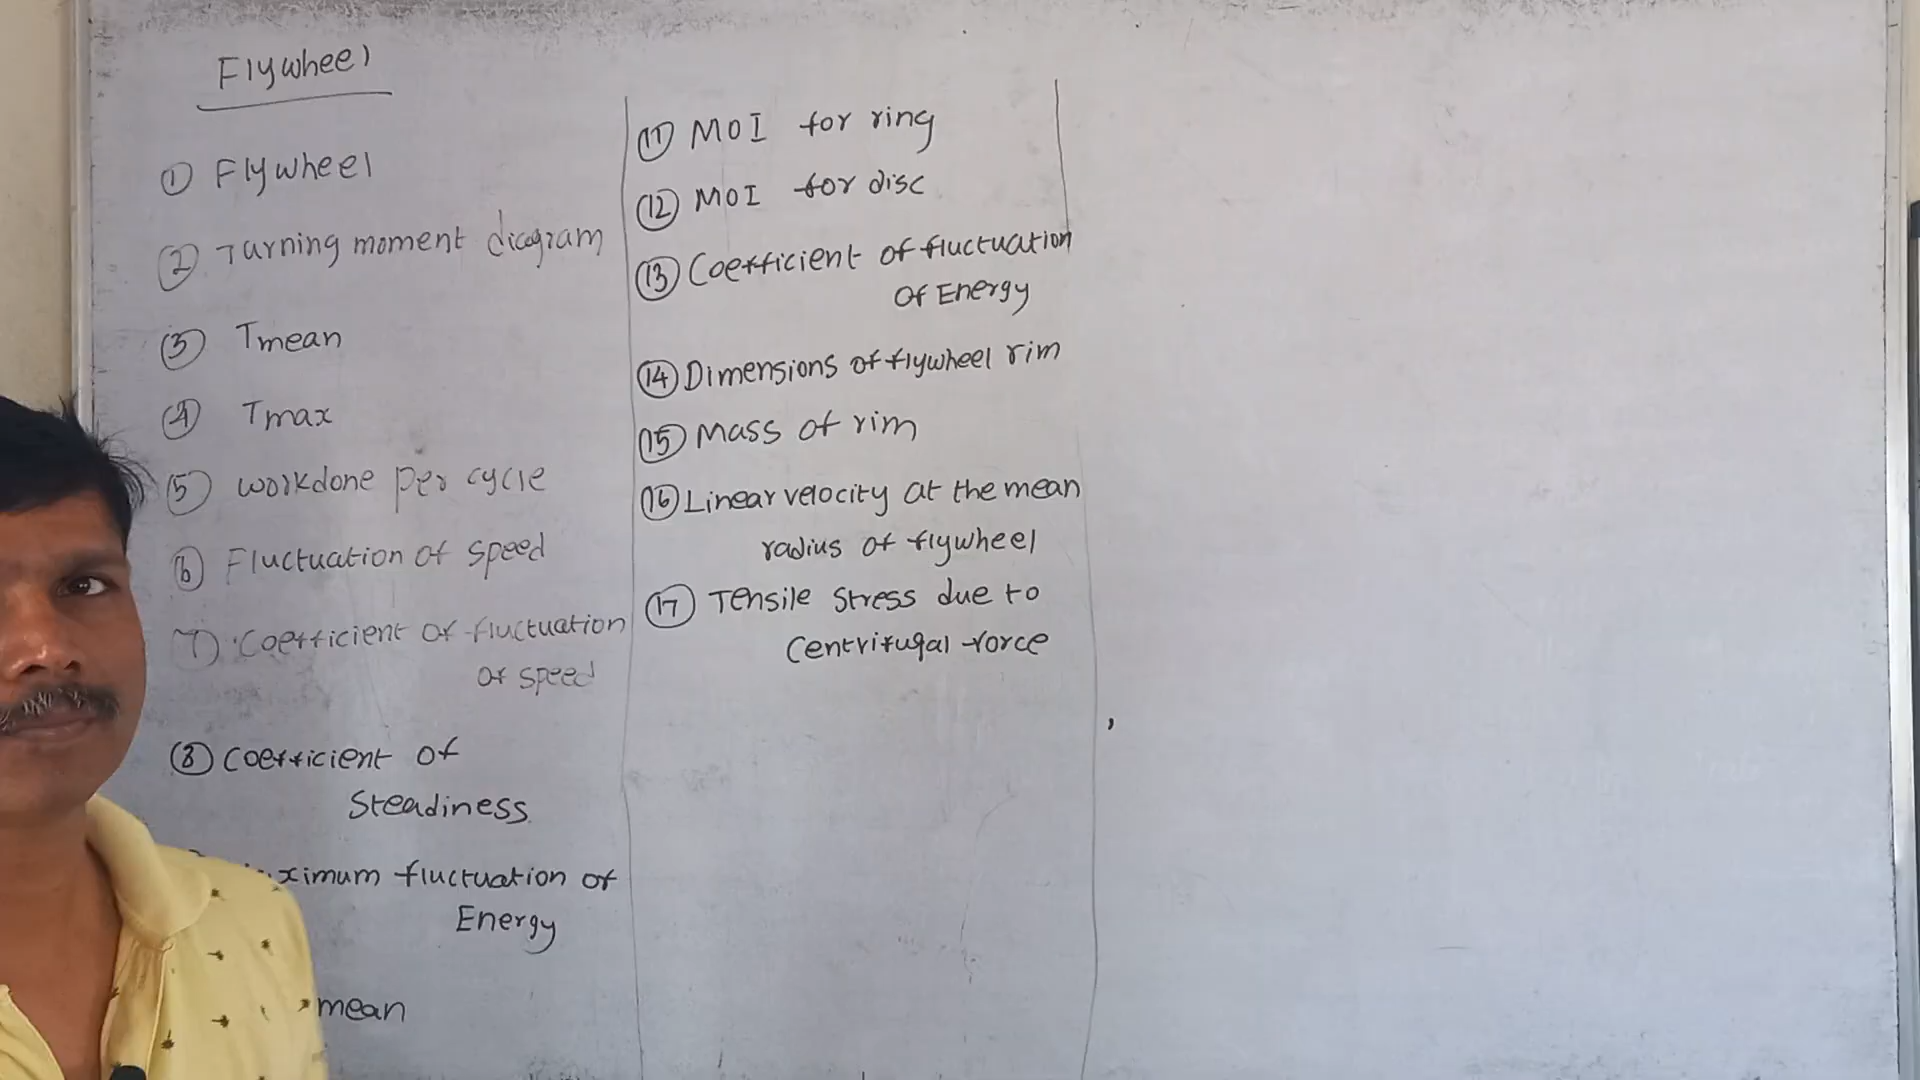 Flywheel
① Flywheel
② Turning moment diagram
③ Tmean
④ Tmax
⑤ workdone per cycle
⑥ Fluctuation of speed
⑦ Coefficient of fluctuation
of speed
⑧ Coefficient of
Steadiness
fluctuation of
Energy
mean
⑪ MOI for ring
⑫ MOI for disc
⑬ Coefficient of fluctuation
Of Energy
⑭ Dimensions of flywheel rim
⑮ Mass of rim
⑯ Linear velocity at the mean
radius of flywheel
⑰ Tensile stress due to
Centrifugal force